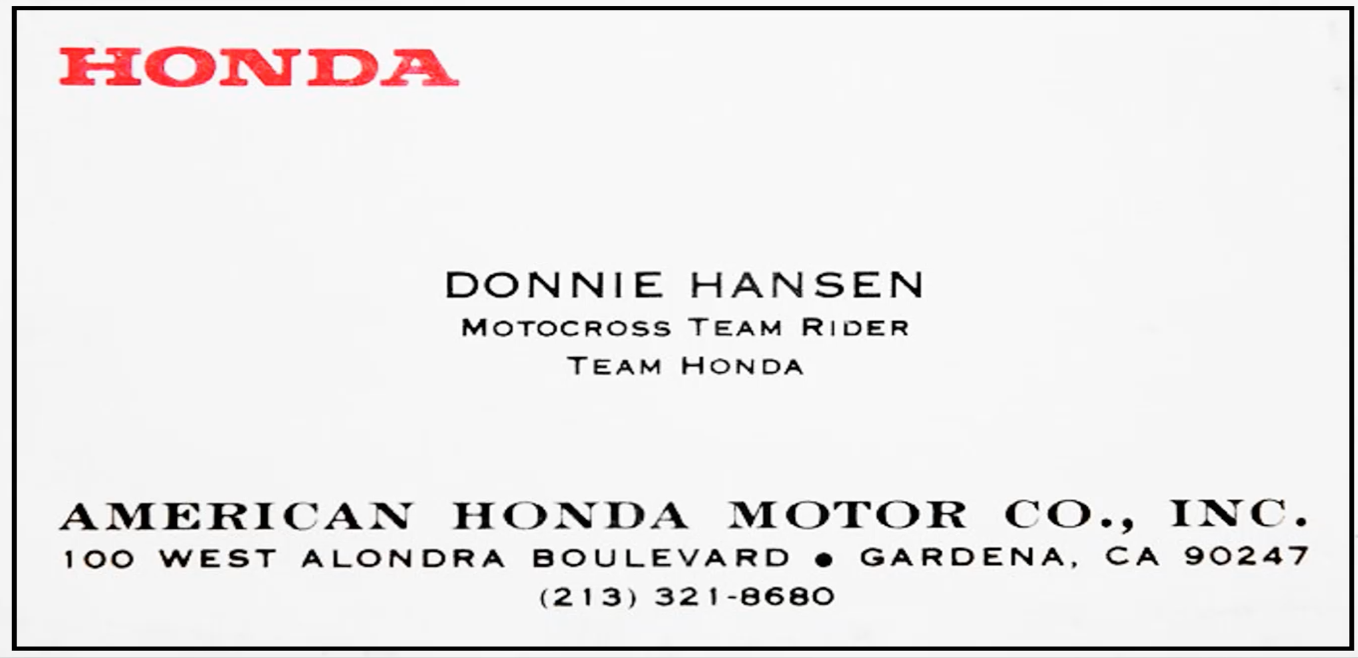 HONDA
DONNIE HANSEN
MOTOCROSS TEAM RIDER
TEAM HONDA
AMERICAN HONDA MOTOR CO., INC.
100 WEST ALONDRA BOULEVARD • GARDENA, CA 90247
(213) 321-8680